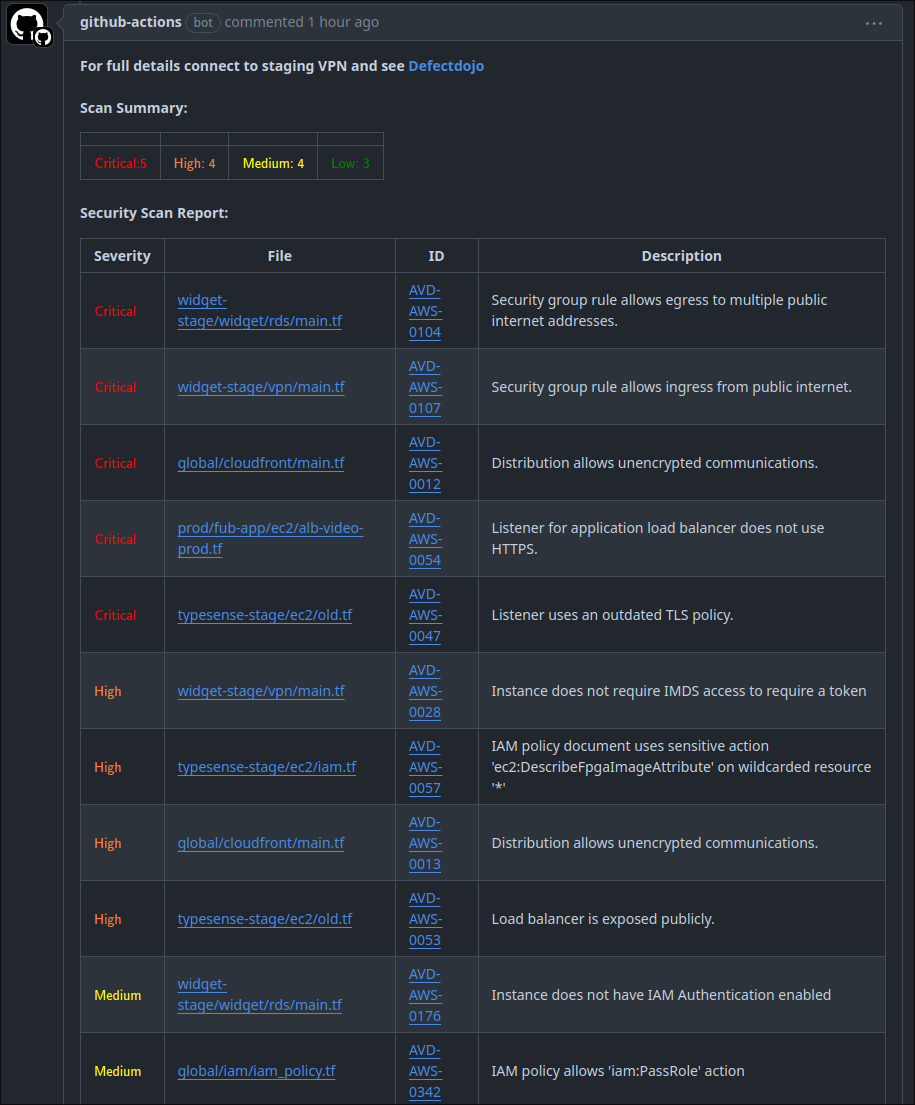 github-actions bot commented 1 hour ago ...
For full details connect to staging VPN and see Defectdojo
Scan Summary:
Critical:5 High: 4 Medium: 4 Low: 3
Security Scan Report:
Severity File ID Description
Critical
widget-
stage/widget/rds/main.tf
AVD-
AWS-
0104
Security group rule allows egress to multiple public
internet addresses.
Critical
widget-stage/vpn/main.tf
AVD-
AWS-
0107
Security group rule allows ingress from public internet.
Critical
global/cloudfront/main.tf
AVD-
AWS-
0012
Distribution allows unencrypted communications.
Critical
prod/fub-app/ec2/alb-video-
prod.tf
AVD-
AWS-
0054
Listener for application load balancer does not use
HTTPS.
Critical
typesense-stage/ec2/old.tf
AVD-
AWS-
0047
Listener uses an outdated TLS policy.
High
widget-stage/vpn/main.tf
AVD-
AWS-
0028
Instance does not require IMDS access to require a token
High
typesense-stage/ec2/iam.tf
AVD-
AWS-
0057
IAM policy document uses sensitive action
'ec2:DescribeFpgaImageAttribute' on wildcarded resource
'*'
High
global/cloudfront/main.tf
AVD-
AWS-
0013
Distribution allows unencrypted communications.
High
typesense-stage/ec2/old.tf
AVD-
AWS-
0053
Load balancer is exposed publicly.
Medium
widget-
stage/widget/rds/main.tf
AVD-
AWS-
0176
Instance does not have IAM Authentication enabled
Medium
global/iam/iam_policy.tf
AVD-
AWS-
0342
IAM policy allows 'iam:PassRole' action